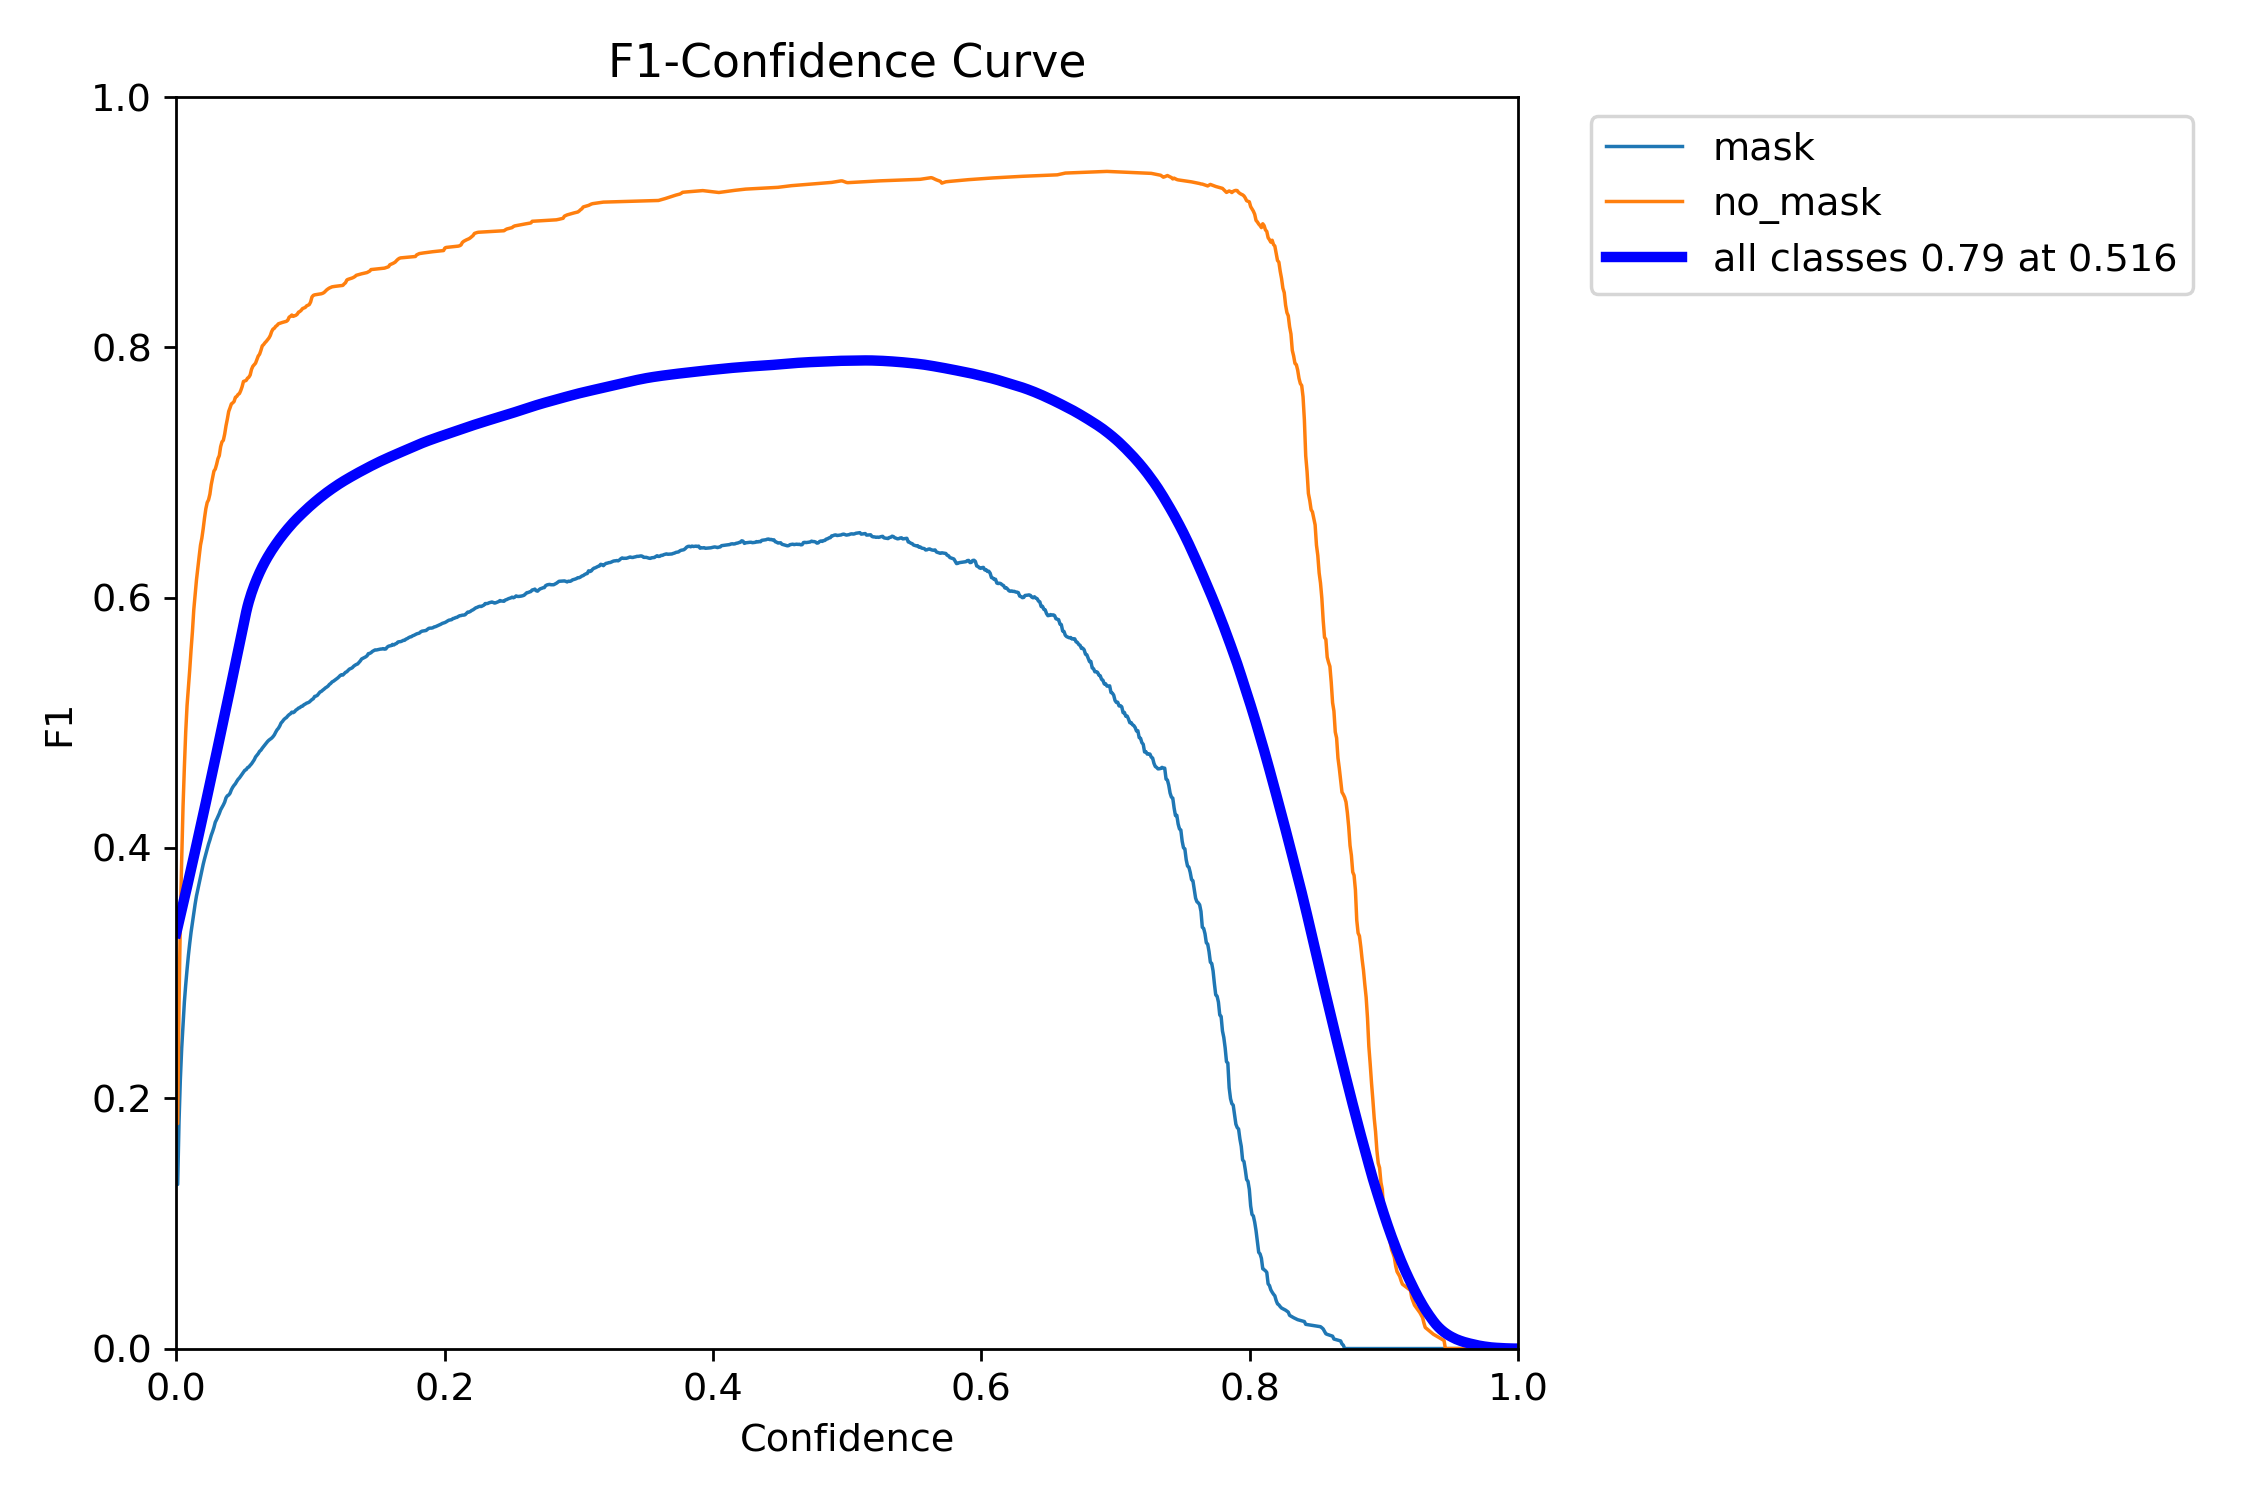 F1-Confidence Curve
1.0
0.8
0.6
0.4
0.2
0.0
F1
0.0 0.2 0.4 0.6 0.8 1.0
Confidence
mask
no_mask
all classes 0.79 at 0.516